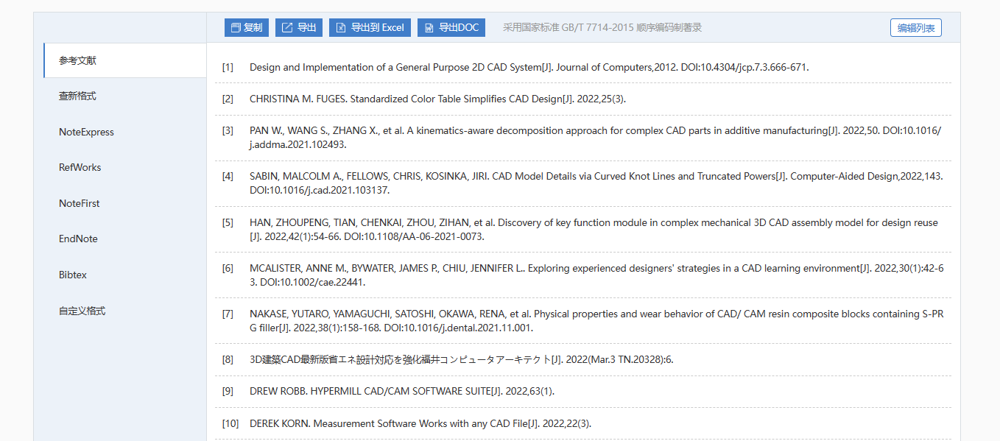 复制 导出 导出到 Excel 导出DOC 采用国家标准 GB/T 7714-2015 顺序编码制著录 编辑列表
参考文献
查新格式
NoteExpress
RefWorks
NoteFirst
EndNote
Bibtex
自定义格式
[1] Design and Implementation of a General Purpose 2D CAD System[J]. Journal of Computers,2012. DOI:10.4304/jcp.7.3.666-671.
[2] CHRISTINA M. FUGES. Standardized Color Table Simplifies CAD Design[J]. 2022,25(3).
[3] PAN W., WANG S., ZHANG X., et al. A kinematics-aware decomposition approach for complex CAD parts in additive manufacturing[J]. 2022,50. DOI:10.1016/
j.addma.2021.102493.
[4] SABIN, MALCOLM A., FELLOWS, CHRIS, KOSINKA, JIRI. CAD Model Details via Curved Knot Lines and Truncated Powers[J]. Computer-Aided Design,2022,143.
DOI:10.1016/j.cad.2021.103137.
[5] HAN, ZHOUPENG, TIAN, CHENKAI, ZHOU, ZIHAN, et al. Discovery of key function module in complex mechanical 3D CAD assembly model for design reuse
[J]. 2022,42(1):54-66. DOI:10.1108/AA-06-2021-0073.
[6] MCALISTER, ANNE M., BYWATER, JAMES P., CHIU, JENNIFER L.. Exploring experienced designers' strategies in a CAD learning environment[J]. 2022,30(1):42-6
3. DOI:10.1002/cae.22441.
[7] NAKASE, YUTARO, YAMAGUCHI, SATOSHI, OKAWA, RENA, et al. Physical properties and wear behavior of CAD/ CAM resin composite blocks containing S-PR
G filler[J]. 2022,38(1):158-168. DOI:10.1016/j.dental.2021.11.001.
[8] 3D建築CAD最新版省エネ設計対応を強化福井コンピュータアーキテクト[J]. 2022(Mar.3 TN.20328):6.
[9] DREW ROBB. HYPERMILL CAD/CAM SOFTWARE SUITE[J]. 2022,63(1).
[10] DEREK KORN. Measurement Software Works with any CAD File[J]. 2022,22(3).